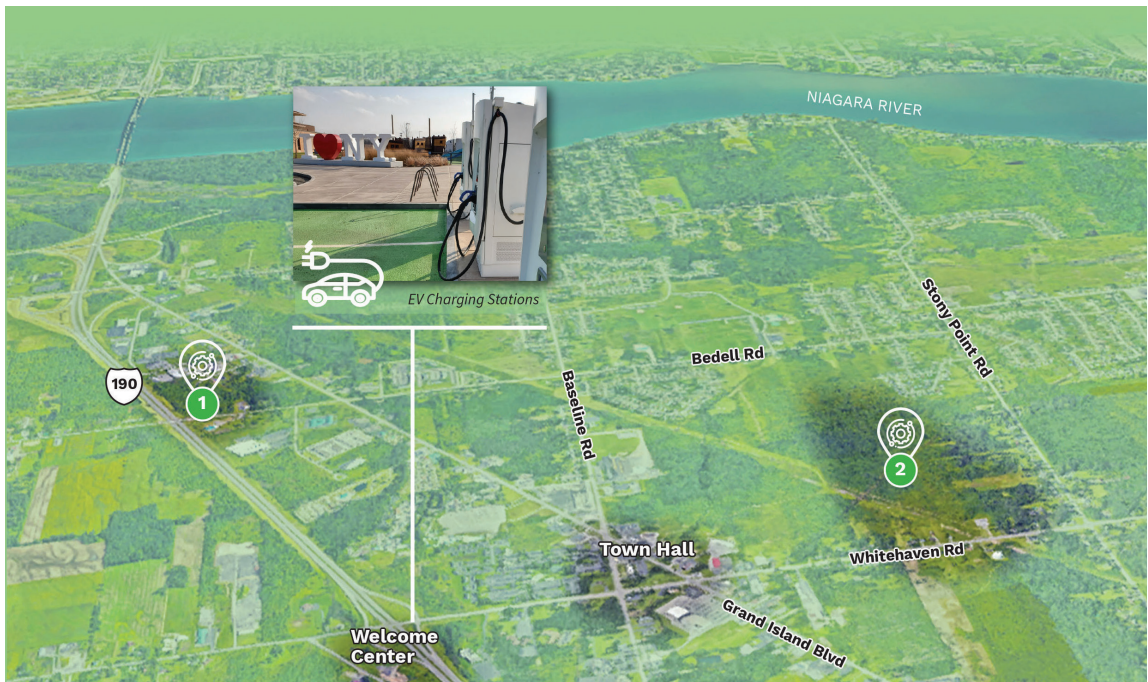 NIAGARA RIVER
I ♥ NY
EV Charging Stations
Stony Point Rd
Bedell Rd
190
1
Baseline Rd
2
Town Hall
Whitehaven Rd
Grand Island Blvd
Welcome
Center